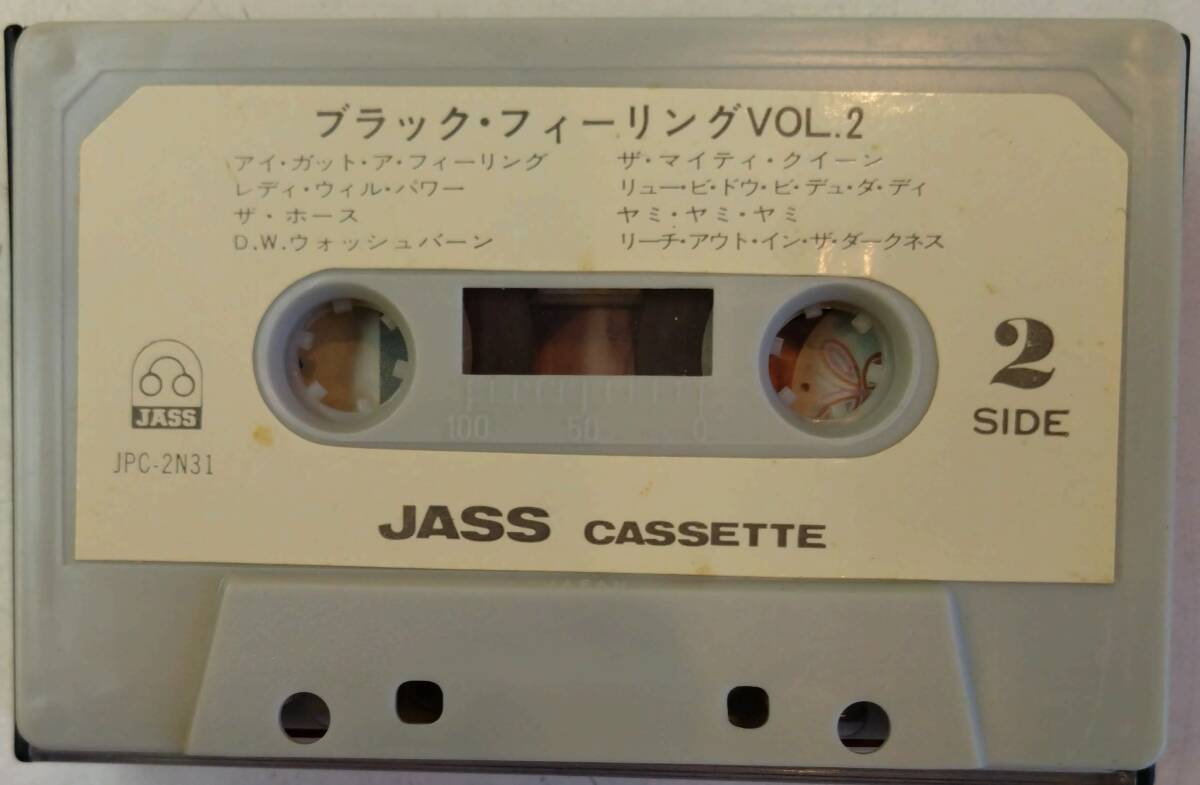 ブラック・フィーリングVOL.2
アイ・ガット・ア・フィーリング
レディ・ウィル・パワー
ザ・ホース
D.W.ウォッシュバーン
ザ・マイティ・クイーン
リュー・ビ・ドウ・ビ・デュ・ダ・ディ
ヤミ・ヤミ・ヤミ
リーチ・アウト・イン・ザ・ダークネス
JASS
JPC-2N31
100 50 0
2
SIDE
JASS CASSETTE
JAPAN